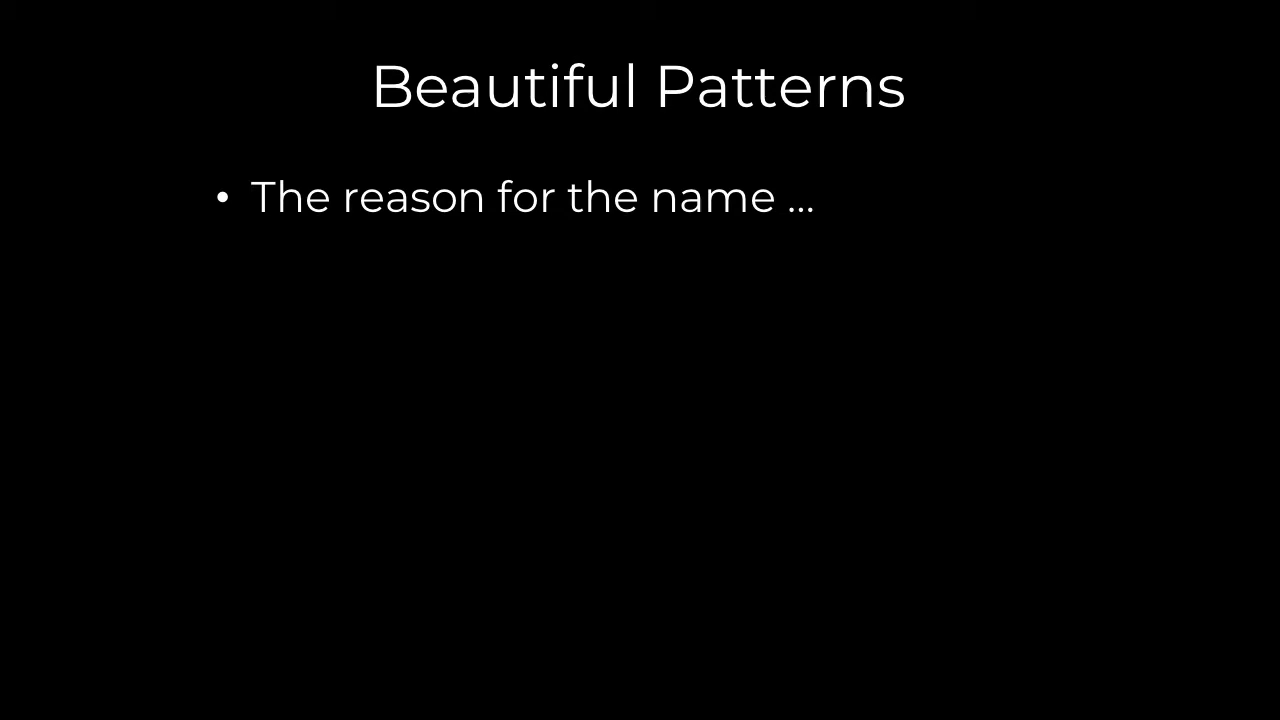 Beautiful Patterns
• The reason for the name ...